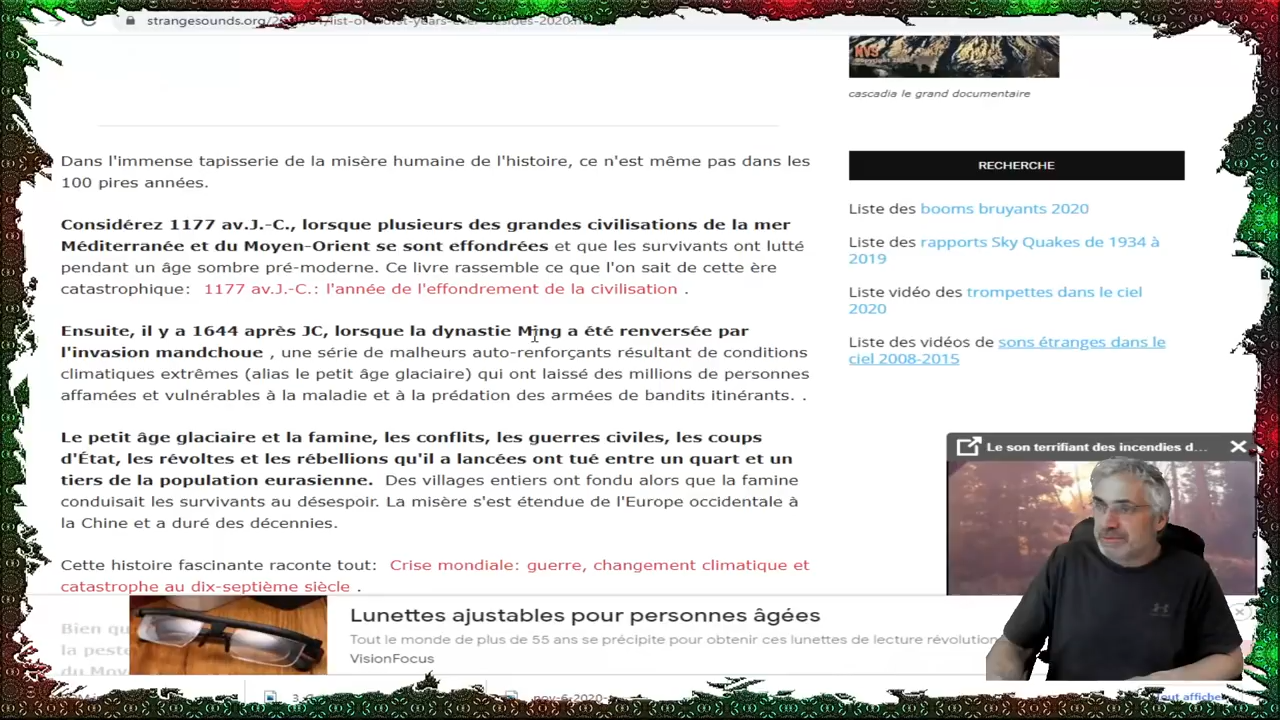 strangesounds.org/
cascadia le grand documentaire
Dans l'immense tapisserie de la misère humaine de l'histoire, ce n'est même pas dans les
100 pires années.
Considérez 1177 av.J.-C., lorsque plusieurs des grandes civilisations de la mer
Méditerranée et du Moyen-Orient se sont effondrées et que les survivants ont lutté
pendant un âge sombre pré-moderne. Ce livre rassemble ce que l'on sait de cette ère
catastrophique: 1177 av.J.-C.: l'année de l'effondrement de la civilisation .
Ensuite, il y a 1644 après JC, lorsque la dynastie Ming a été renversée par
l'invasion mandchoue , une série de malheurs auto-renforçants résultant de conditions
climatiques extrêmes (alias le petit âge glaciaire) qui ont laissé des millions de personnes
affamées et vulnérables à la maladie et à la prédation des armées de bandits itinérants. .
Le petit âge glaciaire et la famine, les conflits, les guerres civiles, les coups
d'État, les révoltes et les rébellions qu'il a lancées ont tué entre un quart et un
tiers de la population eurasienne. Des villages entiers ont fondu alors que la famine
conduisait les survivants au désespoir. La misère s'est étendue de l'Europe occidentale à
la Chine et a duré des décennies.
Cette histoire fascinante raconte tout: Crise mondiale: guerre, changement climatique et
catastrophe au dix-septième siècle .
Bien qu
la peste
du Moy
RECHERCHE
Liste des booms bruyants 2020
Liste des rapports Sky Quakes de 1934 à
2019
Liste vidéo des trompettes dans le ciel
2020
Liste des vidéos de sons étranges dans le
ciel 2008-2015
Le son terrifiant des incendies d...
Lunettes ajustables pour personnes âgées
Tout le monde de plus de 55 ans se précipite pour obtenir ces lunettes de lecture révolution
VisionFocus